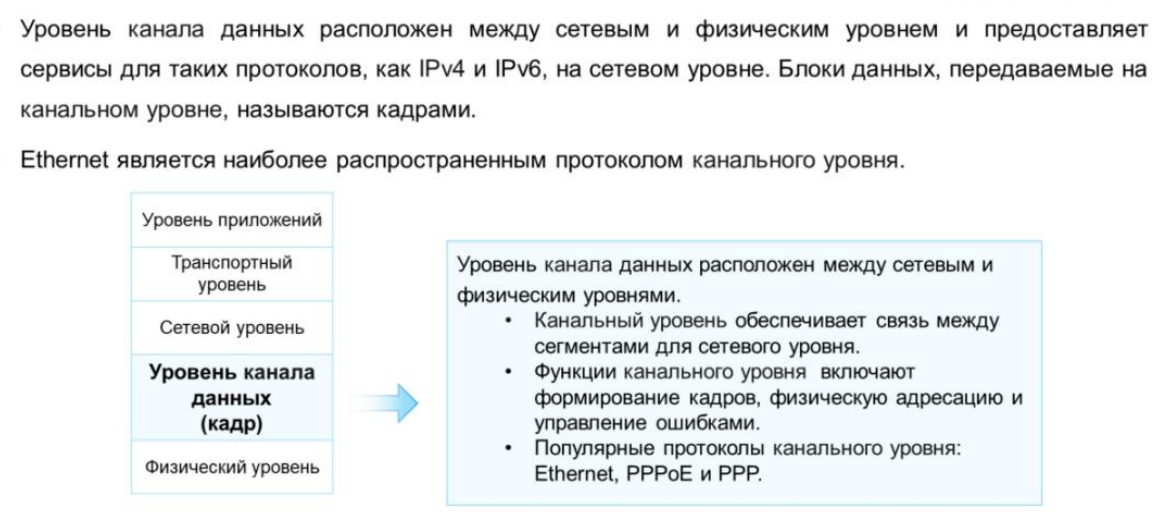 Уровень канала данных расположен между сетевым и физическим уровнем и предоставляет
сервисы для таких протоколов, как IPv4 и IPv6, на сетевом уровне. Блоки данных, передаваемые на
канальном уровне, называются кадрами.
Ethernet является наиболее распространенным протоколом канального уровня.
Уровень приложений
Транспортный
уровень
Сетевой уровень
Уровень канала
данных
(кадр)
Физический уровень
Уровень канала данных расположен между сетевым и
физическим уровнями.
• Канальный уровень обеспечивает связь между
сегментами для сетевого уровня.
• Функции канального уровня включают
формирование кадров, физическую адресацию и
управление ошибками.
• Популярные протоколы канального уровня:
Ethernet, PPPoE и PPP.